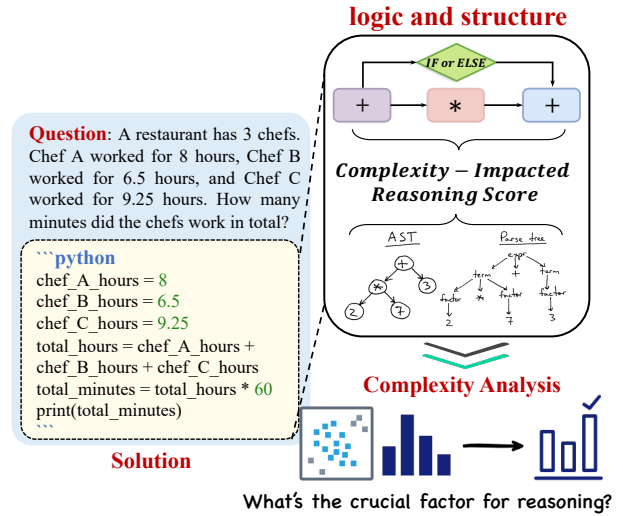 logic and structure
IF or ELSE
+
*
+
Complexity − Impacted
Reasoning Score
AST
+
*
3
2
7
Parse tree
expr
term
+
term
factor
*
factor
factor
2
7
3
Question: A restaurant has 3 chefs.
Chef A worked for 8 hours, Chef B
worked for 6.5 hours, and Chef C
worked for 9.25 hours. How many
minutes did the chefs work in total?
```python
chef_A_hours = 8
chef_B_hours = 6.5
chef_C_hours = 9.25
total_hours = chef_A_hours +
chef_B_hours + chef_C_hours
total_minutes = total_hours * 60
print(total_minutes)
```
Solution
Complexity Analysis
What's the crucial factor for reasoning?